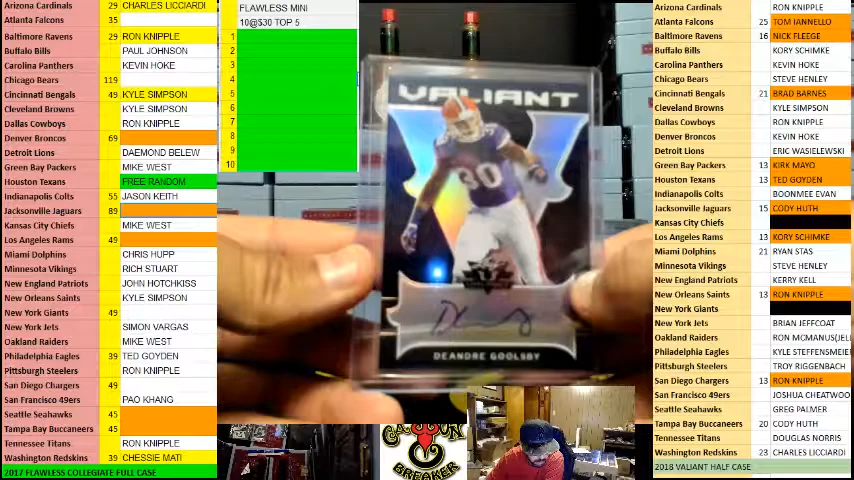 Arizona Cardinals 29 CHARLES LICCIARDI
Atlanta Falcons 35
Baltimore Ravens 29 RON KNIPPLE
Buffalo Bills PAUL JOHNSON
Carolina Panthers KEVIN HOKE
Chicago Bears 119
Cincinnati Bengals 49 KYLE SIMPSON
Cleveland Browns KYLE SIMPSON
Dallas Cowboys RON KNIPPLE
Denver Broncos 69
Detroit Lions DAEMOND BELEW
Green Bay Packers MIKE WEST
Houston Texans FREE RANDOM
Indianapolis Colts 55 JASON KEITH
Jacksonville Jaguars 89
Kansas City Chiefs MIKE WEST
Los Angeles Rams 49
Miami Dolphins CHRIS HUPP
Minnesota Vikings RICH STUART
New England Patriots JOHN HOTCHKISS
New Orleans Saints KYLE SIMPSON
New York Giants 49
New York Jets SIMON VARGAS
Oakland Raiders MIKE WEST
Philadelphia Eagles 39 TED GOYDEN
Pittsburgh Steelers RON KNIPPLE
San Diego Chargers 49
San Francisco 49ers PAO KHANG
Seattle Seahawks 45
Tampa Bay Buccaneers 45
Tennessee Titans RON KNIPPLE
Washington Redskins 39 CHESSIE MATI
2017 FLAWLESS COLLEGIATE FULL CASE
FLAWLESS MINI
10@$30 TOP 5
1
2
3
4
5
6
7
8
9
10
VALIANT
30
DEANDRE GOOLSBY
BREAKER
Arizona Cardinals RON KNIPPLE
Atlanta Falcons 25 TOM IANNELLO
Baltimore Ravens 16 NICK FLEEGE
Buffalo Bills KORY SCHIMKE
Carolina Panthers KEVIN HOKE
Chicago Bears STEVE HENLEY
Cincinnati Bengals 21 BRAD BARNES
Cleveland Browns KYLE SIMPSON
Dallas Cowboys RON KNIPPLE
Denver Broncos KEVIN HOKE
Detroit Lions ERIC WASIELEWSKI
Green Bay Packers 13 KIRK MAYO
Houston Texans 13 TED GOYDEN
Indianapolis Colts BOONMEE EVAN
Jacksonville Jaguars 15 CODY HUTH
Kansas City Chiefs
Los Angeles Rams 13 KORY SCHIMKE
Miami Dolphins 21 RYAN STAS
Minnesota Vikings STEVE HENLEY
New England Patriots KERRY KELL
New Orleans Saints 13 RON KNIPPLE
New York Giants
New York Jets BRIAN JEFFCOAT
Oakland Raiders RON MCMANUS(JEL
Philadelphia Eagles KYLE STEFFENSMEIE
Pittsburgh Steelers TROY RIGGENBACH
San Diego Chargers 13 RON KNIPPLE
San Francisco 49ers JOSHUA CHEATWOO
Seattle Seahawks GREG PALMER
Tampa Bay Buccaneers 20 CODY HUTH
Tennessee Titans DOUGLAS NORRIS
Washington Redskins 23 CHARLES LICCIARDI
2018 VALIANT HALF CASE